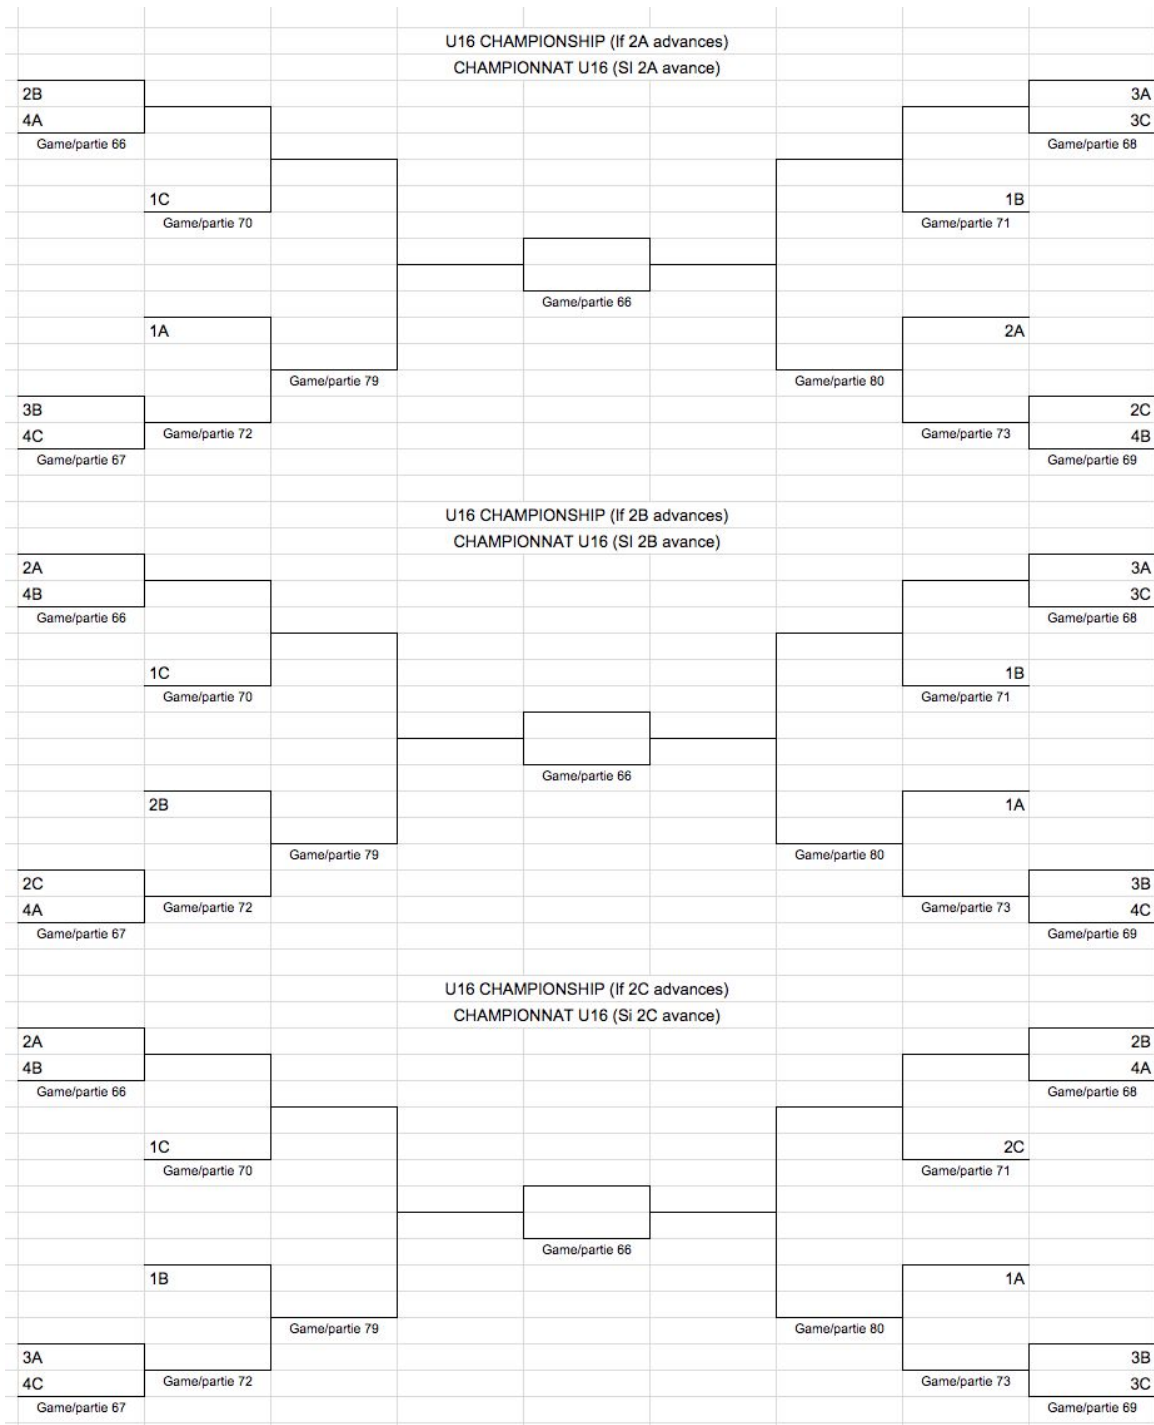 U16 CHAMPIONSHIP (If 2A advances)
CHAMPIONNAT U16 (SI 2A avance)
2B 3A
4A 3C
Game/partie 66 Game/partie 68
1C 1B
Game/partie 70 Game/partie 71
Game/partie 66
1A 2A
Game/partie 79 Game/partie 80
3B 2C
4C Game/partie 72 Game/partie 73 4B
Game/partie 67 Game/partie 69
U16 CHAMPIONSHIP (If 2B advances)
CHAMPIONNAT U16 (SI 2B avance)
2A 3A
4B 3C
Game/partie 66 Game/partie 68
1C 1B
Game/partie 70 Game/partie 71
Game/partie 66
2B 1A
Game/partie 79 Game/partie 80
2C 3B
4A Game/partie 72 Game/partie 73 4C
Game/partie 67 Game/partie 69
U16 CHAMPIONSHIP (If 2C advances)
CHAMPIONNAT U16 (Si 2C avance)
2A 2B
4B 4A
Game/partie 66 Game/partie 68
1C 2C
Game/partie 70 Game/partie 71
Game/partie 66
1B 1A
Game/partie 79 Game/partie 80
3A 3B
4C Game/partie 72 Game/partie 73 3C
Game/partie 67 Game/partie 69